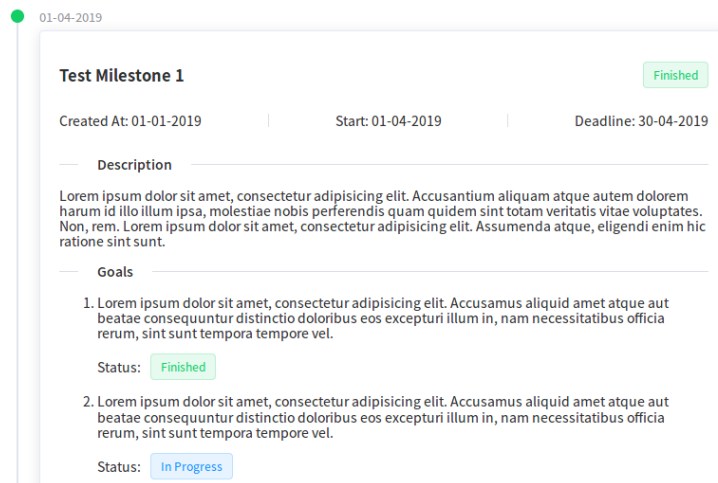 01-04-2019
Test Milestone 1 Finished
Created At: 01-01-2019 Start: 01-04-2019 Deadline: 30-04-2019
Description
Lorem ipsum dolor sit amet, consectetur adipisicing elit. Accusantium aliquam atque autem dolorem
harum id illo illum ipsa, molestiae nobis perferendis quam quidem sint totam veritatis vitae voluptates.
Non, rem. Lorem ipsum dolor sit amet, consectetur adipisicing elit. Assumenda atque, eligendi enim hic
ratione sint sunt.
Goals
1. Lorem ipsum dolor sit amet, consectetur adipisicing elit. Accusamus aliquid amet atque aut
beatae consequuntur distinctio doloribus eos excepturi illum in, nam necessitatibus officia
rerum, sint sunt tempora tempore vel.
Status: Finished
2. Lorem ipsum dolor sit amet, consectetur adipisicing elit. Accusamus aliquid amet atque aut
beatae consequuntur distinctio doloribus eos excepturi illum in, nam necessitatibus officia
rerum, sint sunt tempora tempore vel.
Status: In Progress